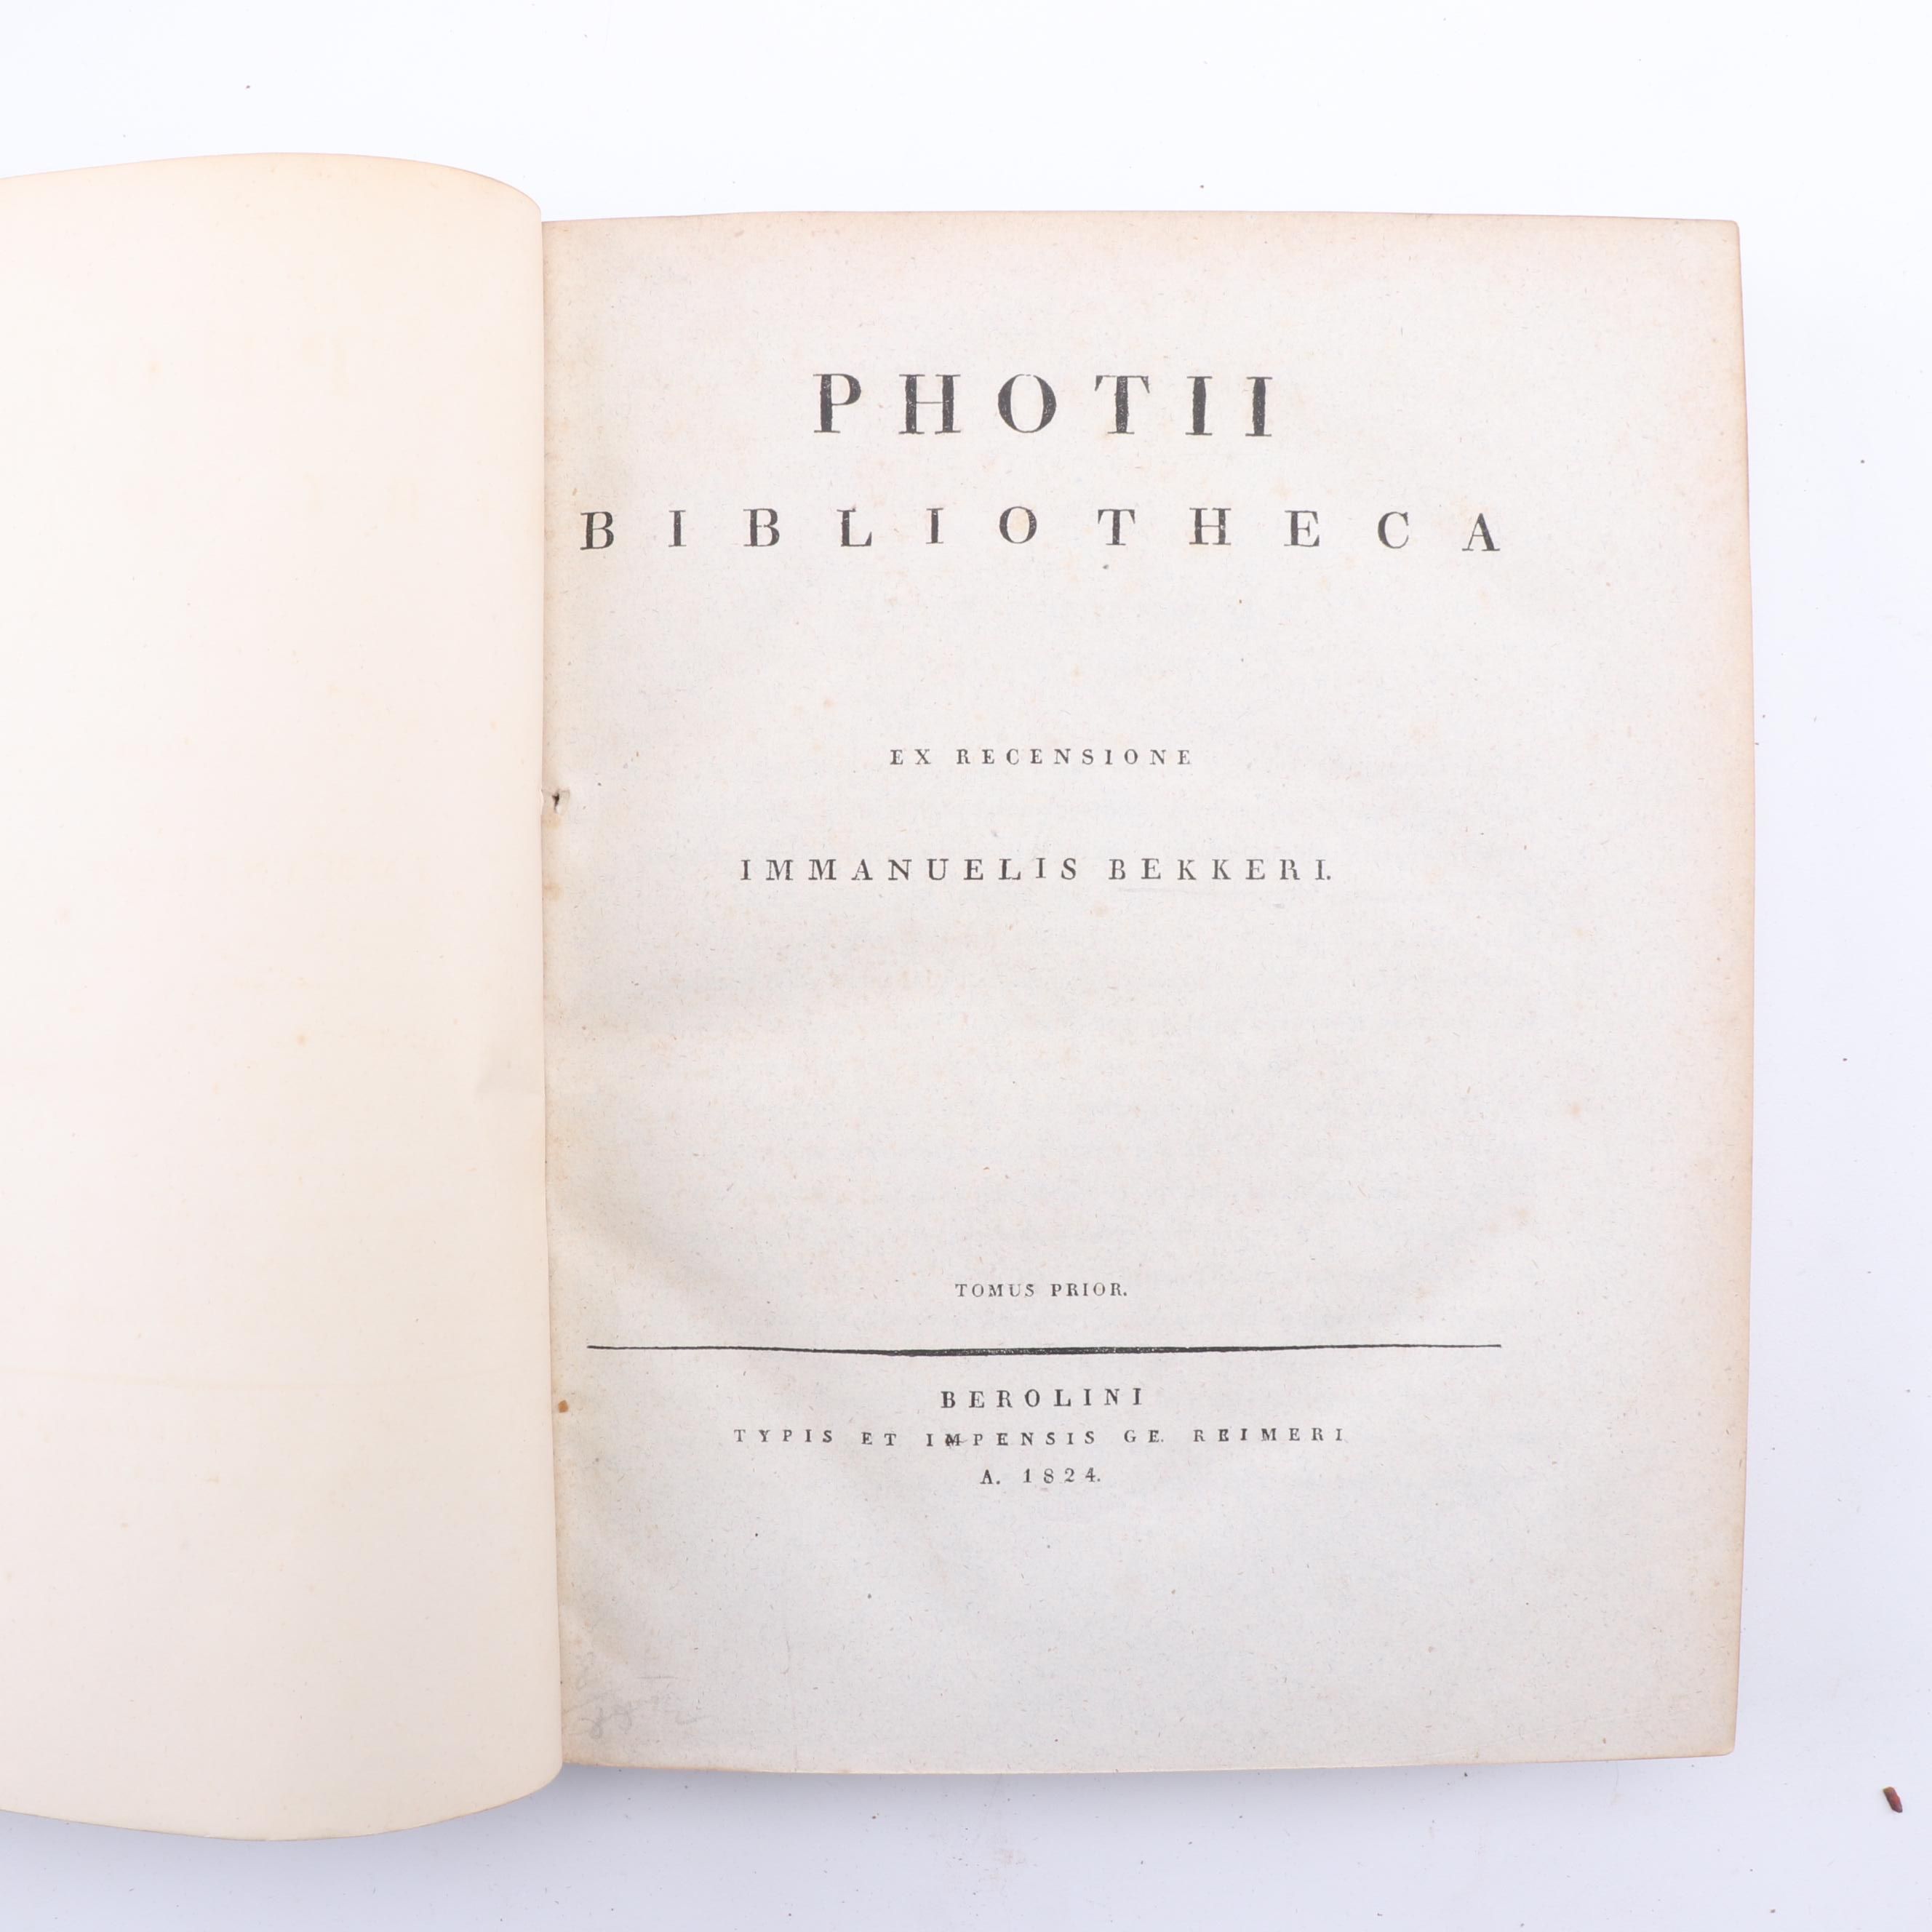 PHOTII
BIBLIOTHECA
EX RECENSIONE
IMMANUELIS BEKKERI.
TOMUS PRIOR.
BEROLINI
TYPIS ET IMPENSIS GE. REIMERI
A. 1824.